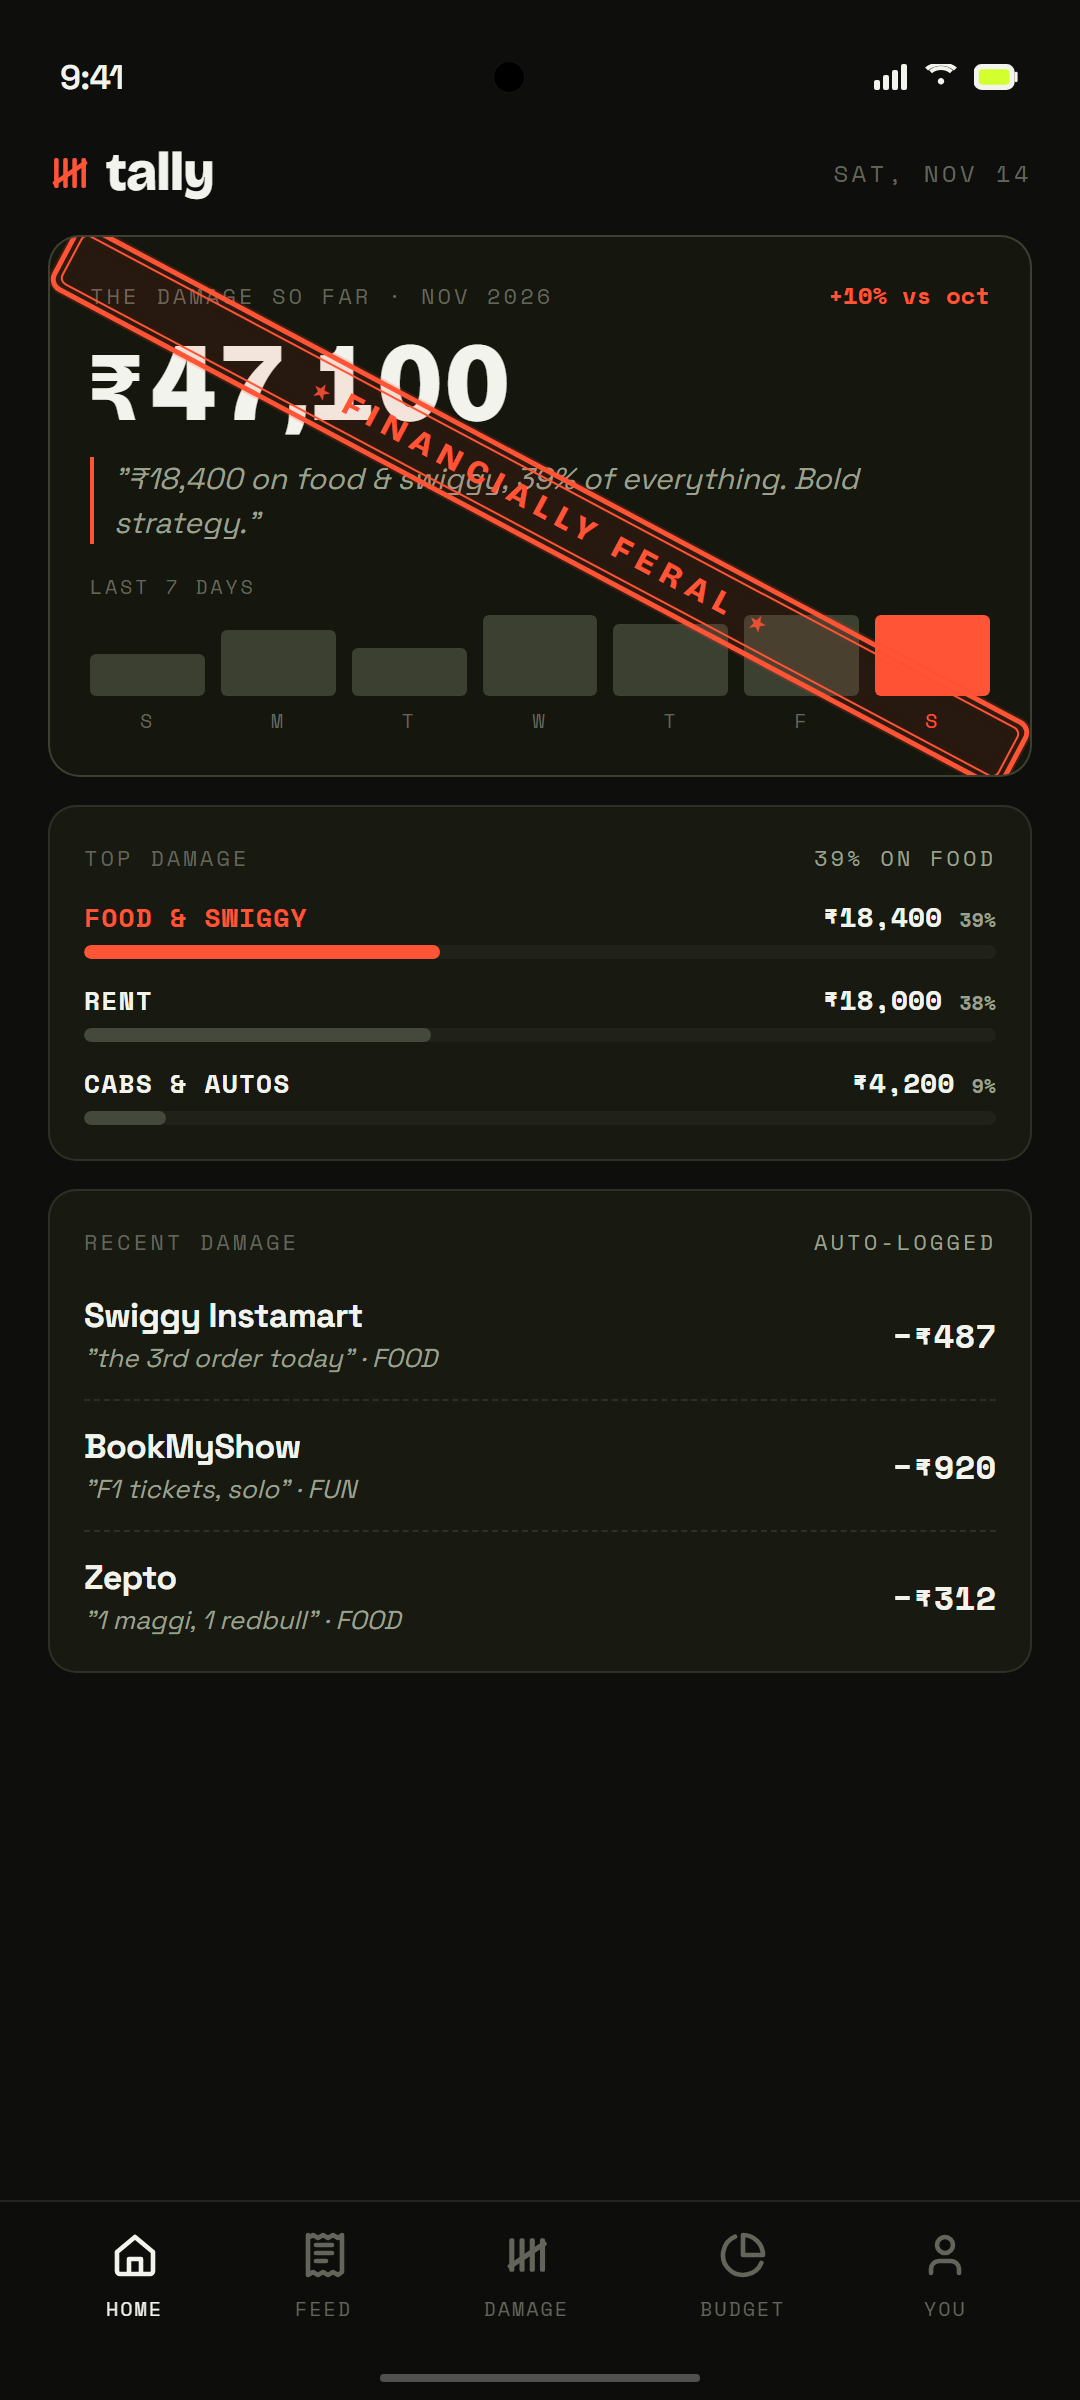 9:41
tally
SAT, NOV 14
THE DAMAGE SO FAR · NOV 2026
+10% vs oct
₹47,100
★ FINANCIALLY FERAL ★
"₹18,400 on food & swiggy, 39% of everything. Bold
strategy."
LAST 7 DAYS
S M T W T F S
TOP DAMAGE
39% ON FOOD
FOOD & SWIGGY
₹18,400 39%
RENT
₹18,000 38%
CABS & AUTOS
₹4,200 9%
RECENT DAMAGE
AUTO-LOGGED
Swiggy Instamart
"the 3rd order today" · FOOD
−₹487
BookMyShow
"F1 tickets, solo" · FUN
−₹920
Zepto
"1 maggi, 1 redbull" · FOOD
−₹312
HOME FEED DAMAGE BUDGET YOU